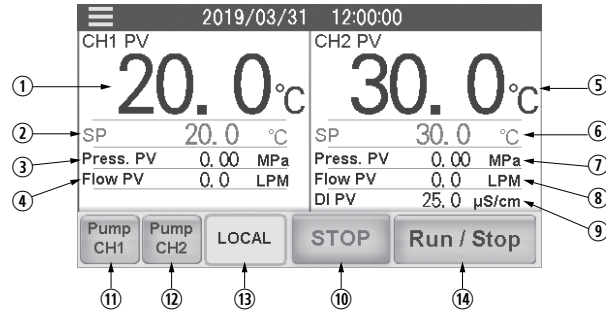 2019/03/31 12:00:00
CH1 PV
20. 0 °C
SP 20. 0 °C
Press. PV 0. 00 MPa
Flow PV 0. 0 LPM
CH2 PV
30. 0 °C
SP 30. 0 °C
Press. PV 0. 00 MPa
Flow PV 0. 0 LPM
DI PV 25. 0 µS/cm
Pump
CH1
Pump
CH2
LOCAL
STOP
Run / Stop
①
②
③
④
⑤
⑥
⑦
⑧
⑨
⑪
⑫
⑬
⑩
⑭